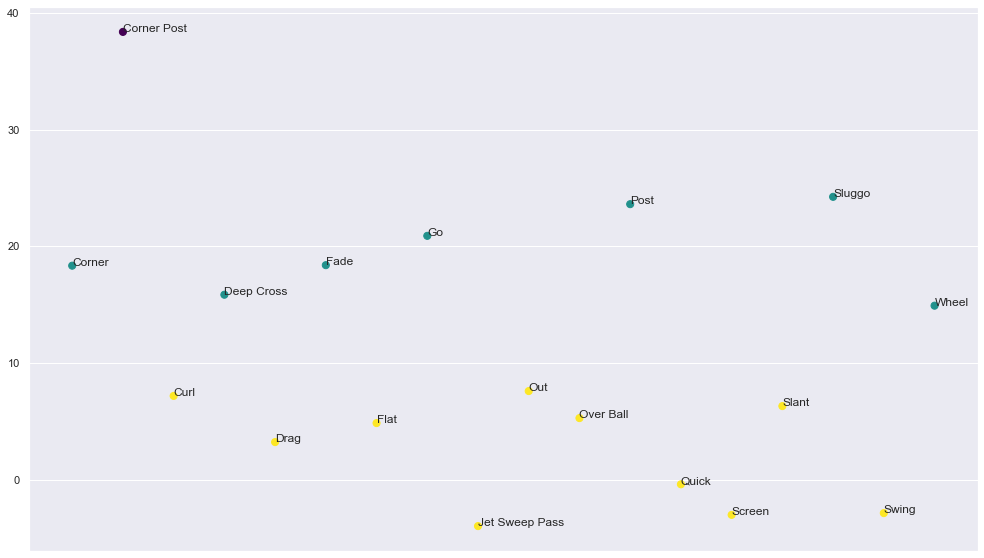 40
Corner Post
30
Sluggo
Post
Go
20
Fade
Corner
Deep Cross
Wheel
10
Curl
Out
Slant
Over Ball
Flat
Drag
0
Quick
Swing
Screen
Jet Sweep Pass